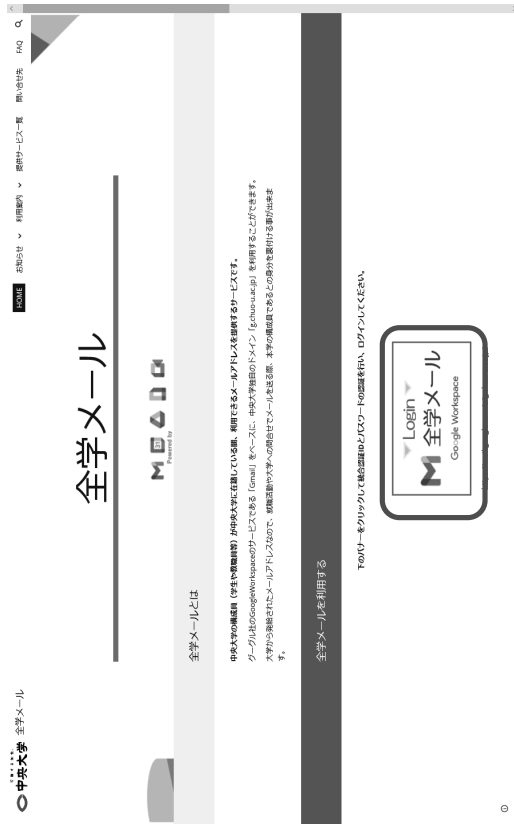 中央大学 全学メール
HOME お知らせ 利用案内 提供サービス一覧 問い合せ先 FAQ
全学メール
31
Powered by
全学メールとは
中央大学の構成員（学生や教職員等）が中央大学に在籍している間、利用できるメールアドレスを提供するサービスです。
グーグル社のGoogleWorkspaceのサービスである「Gmail」をベースに、中央大学独自のドメイン「g.chuo-u.ac.jp」を利用することができます。
大学から発給されたメールアドレスなので、就職活動や大学への問合せでメールを送る際、本学の構成員であるとの身分を裏付ける事が出来ま
す。
全学メールを利用する
下のバナーをクリックして統合認証IDとパスワードの認証を行い、ログインしてください。
Login
全学メール
Google Workspace